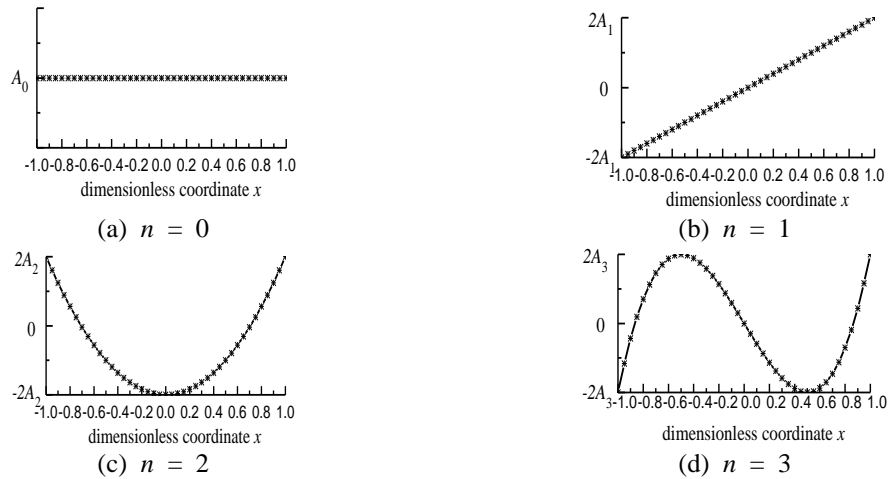 A0
-1.0-0.8-0.6-0.4-0.2 0.0 0.2 0.4 0.6 0.8 1.0
dimensionless coordinate x
(a) n = 0
2A1
0
-2A1
-1.0-0.8-0.6-0.4-0.2 0.0 0.2 0.4 0.6 0.8 1.0
dimensionless coordinate x
(b) n = 1
2A2
0
-2A2
-1.0-0.8-0.6-0.4-0.2 0.0 0.2 0.4 0.6 0.8 1.0
dimensionless coordinate x
(c) n = 2
2A3
0
-2A3
-1.0-0.8-0.6-0.4-0.2 0.0 0.2 0.4 0.6 0.8 1.0
dimensionless coordinate x
(d) n = 3